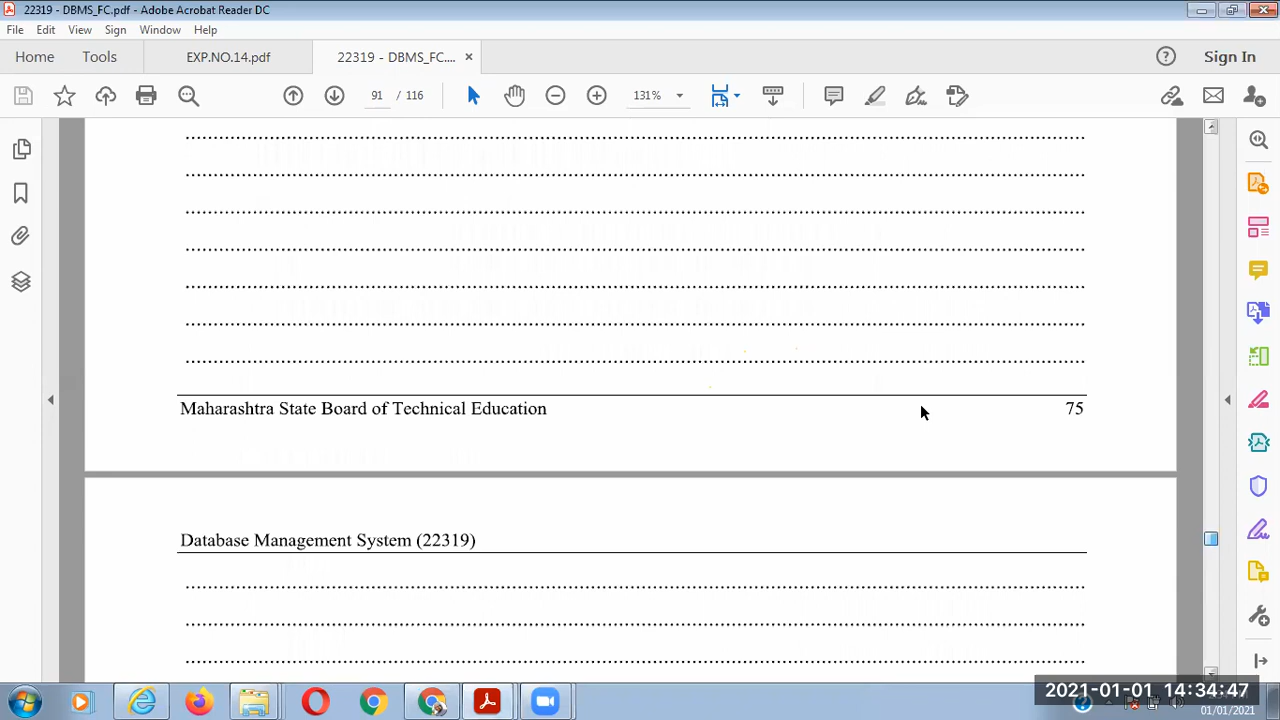 22319 - DBMS_FC.pdf - Adobe Acrobat Reader DC
File Edit View Sign Window Help
Home Tools EXP.NO.14.pdf 22319 - DBMS_FC.... × Sign In
91 / 116 131%
Maharashtra State Board of Technical Education 75
Database Management System (22319)
2021-01-01 14:34:47
01/01/2021